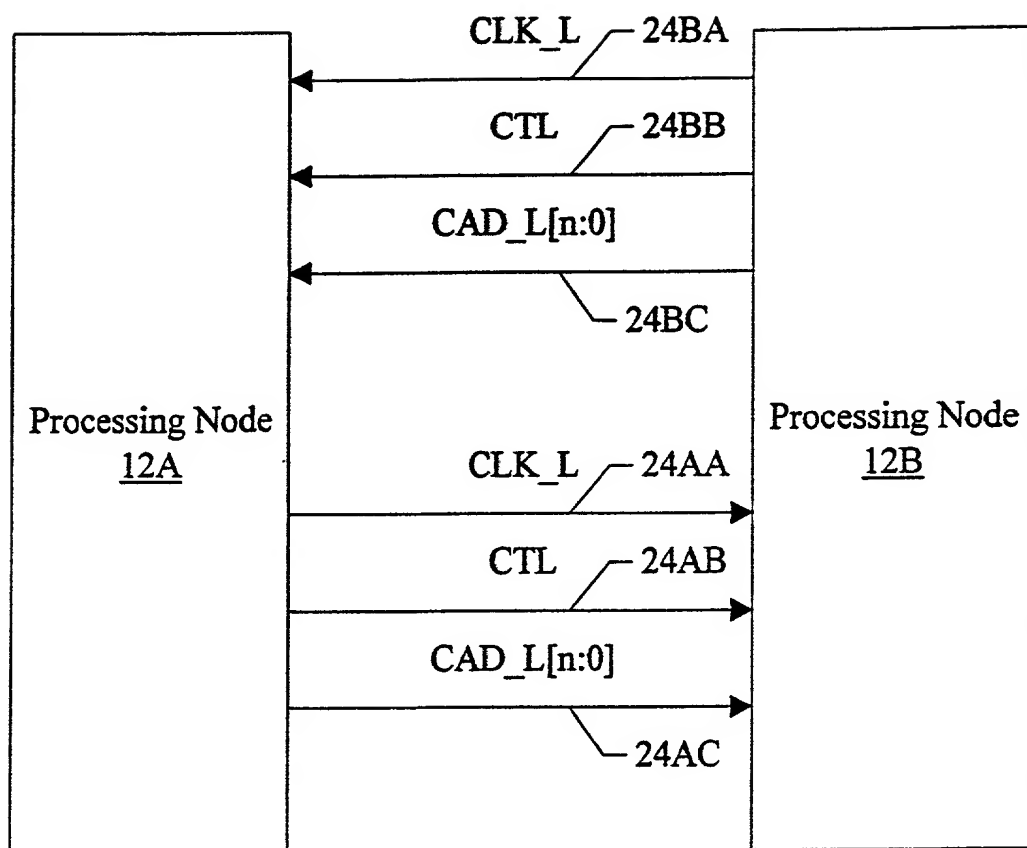 CLK_L 24BA
CTL 24BB
CAD_L[n:0]
24BC
Processing Node
12A
Processing Node
12B
CLK_L 24AA
CTL 24AB
CAD_L[n:0]
24AC